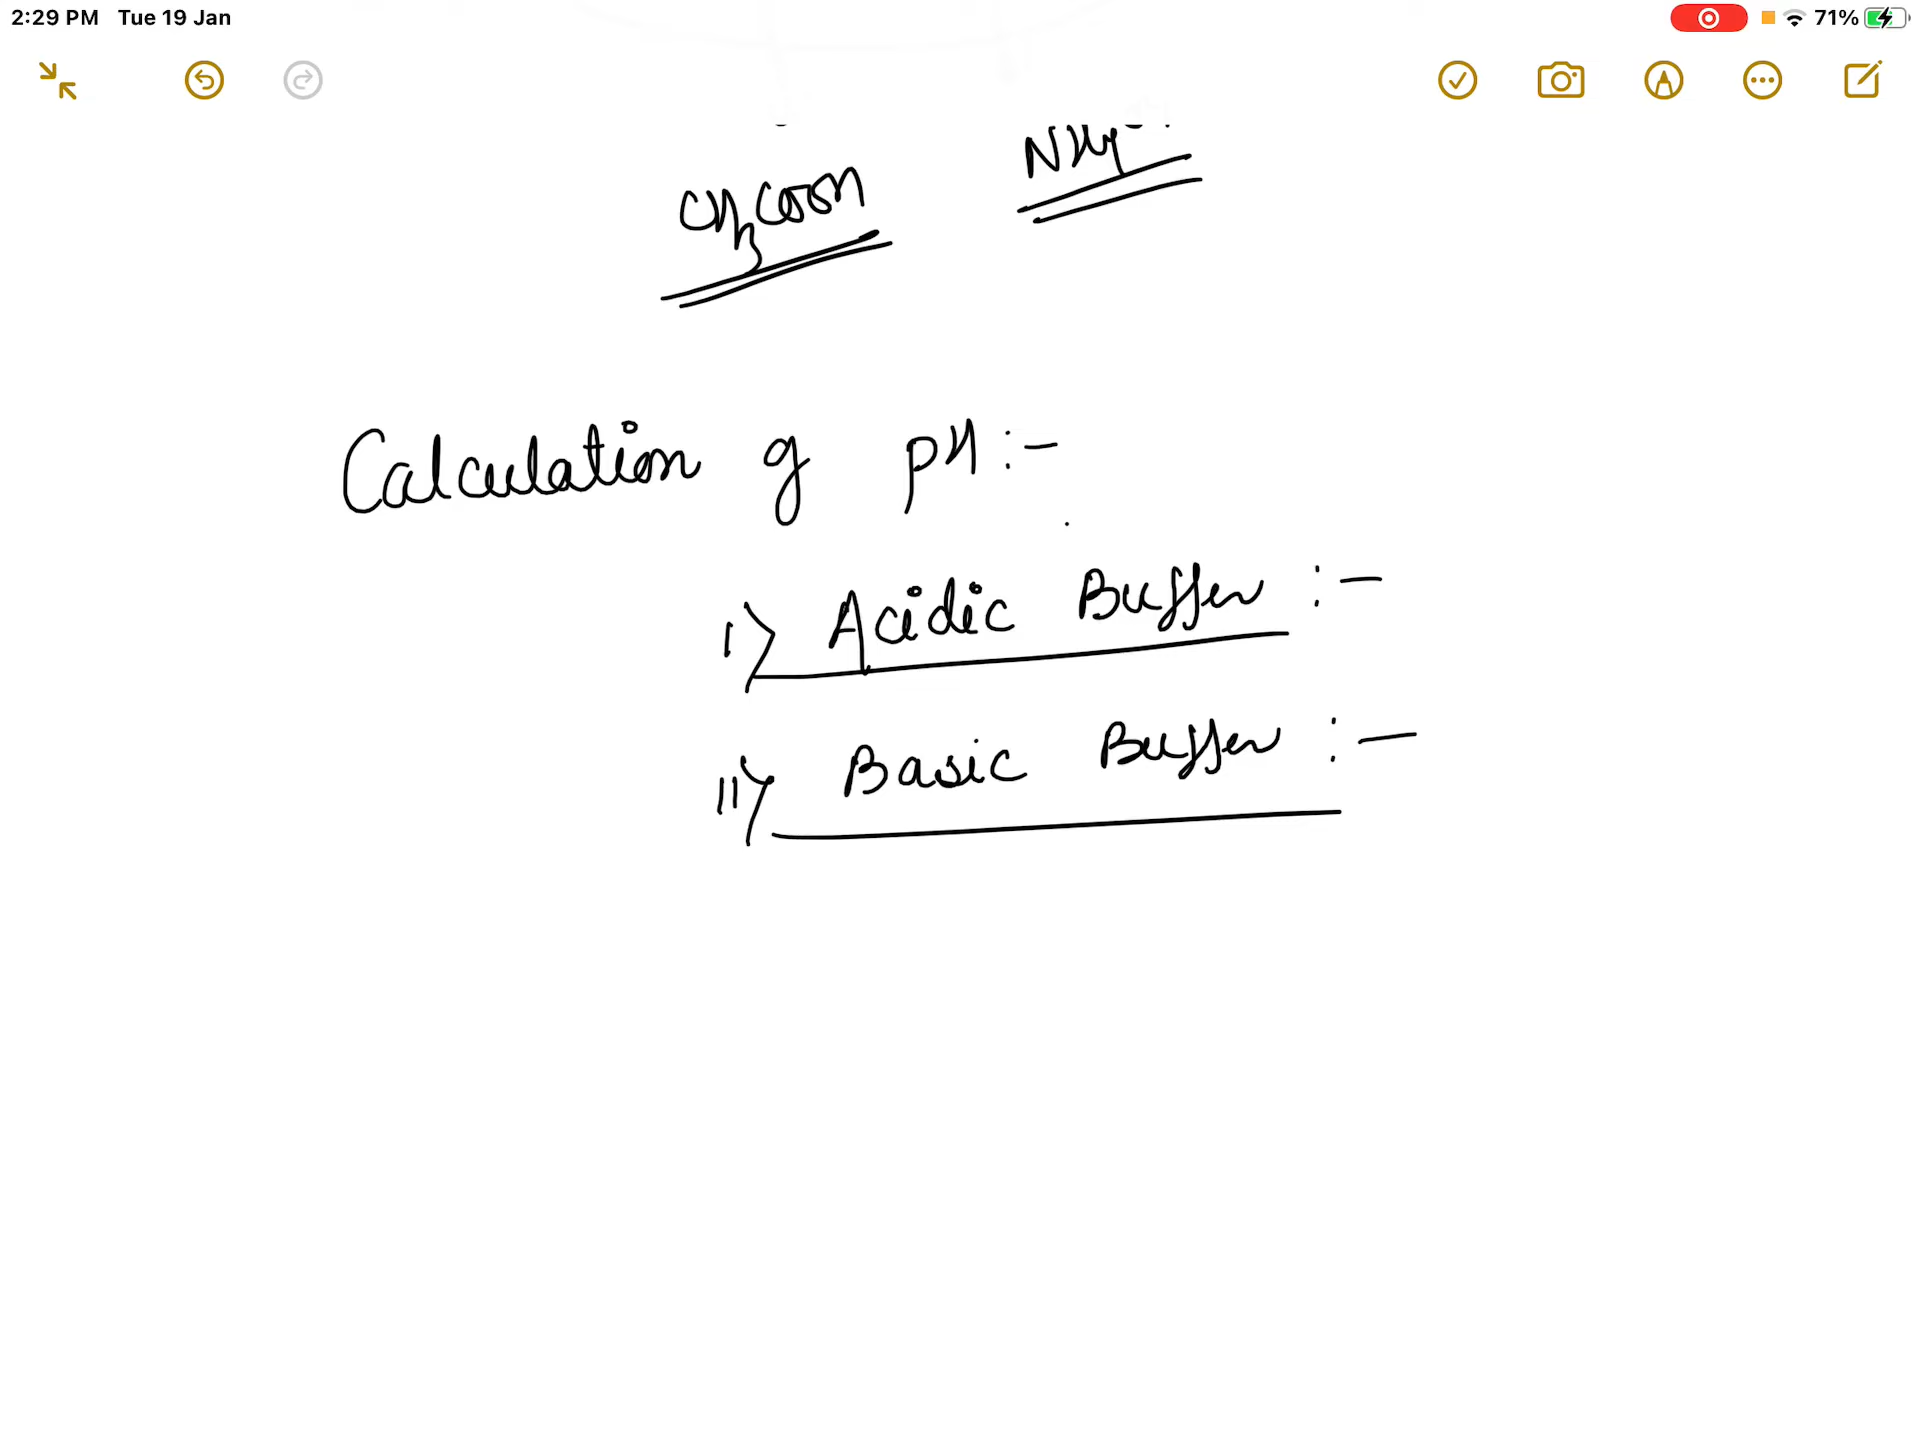 2:29 PM Tue 19 Jan 71%
NH4
CH3COOH
Calculation of pH :-
i) Acidic Buffer :-
ii) Basic Buffer :-